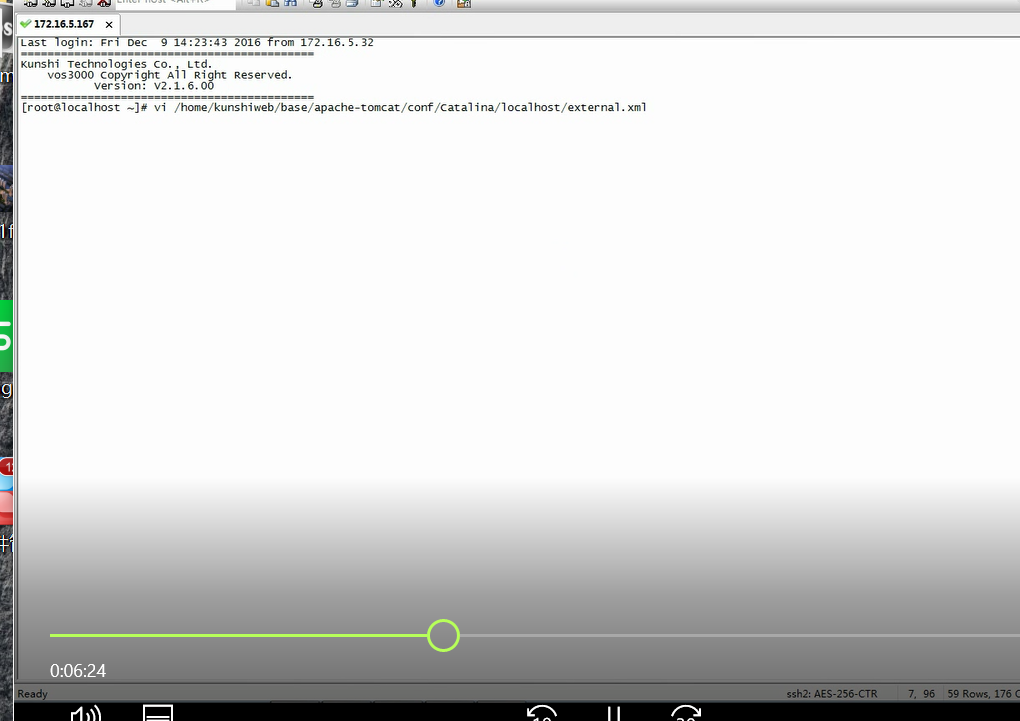 172.16.5.167
Last login: Fri Dec  9 14:23:43 2016 from 172.16.5.32
==========================================
Kunshi Technologies Co., Ltd.
vos3000 Copyright All Right Reserved.
Version: V2.1.6.00
==========================================
[root@localhost ~]# vi /home/kunshiweb/base/apache-tomcat/conf/Catalina/localhost/external.xml
0:06:24
Ready
ssh2: AES-256-CTR
7, 96
59 Rows, 176 C